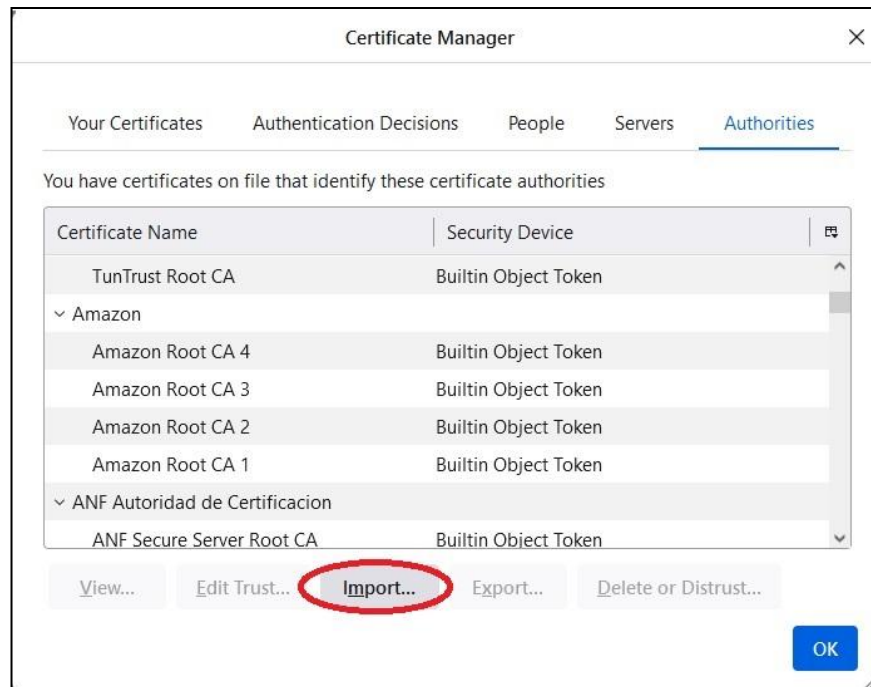 Certificate Manager
Your Certificates Authentication Decisions People Servers Authorities
You have certificates on file that identify these certificate authorities
Certificate Name Security Device
TunTrust Root CA Builtin Object Token
Amazon
Amazon Root CA 4 Builtin Object Token
Amazon Root CA 3 Builtin Object Token
Amazon Root CA 2 Builtin Object Token
Amazon Root CA 1 Builtin Object Token
ANF Autoridad de Certificacion
ANF Secure Server Root CA Builtin Object Token
View... Edit Trust... Import... Export... Delete or Distrust...
OK